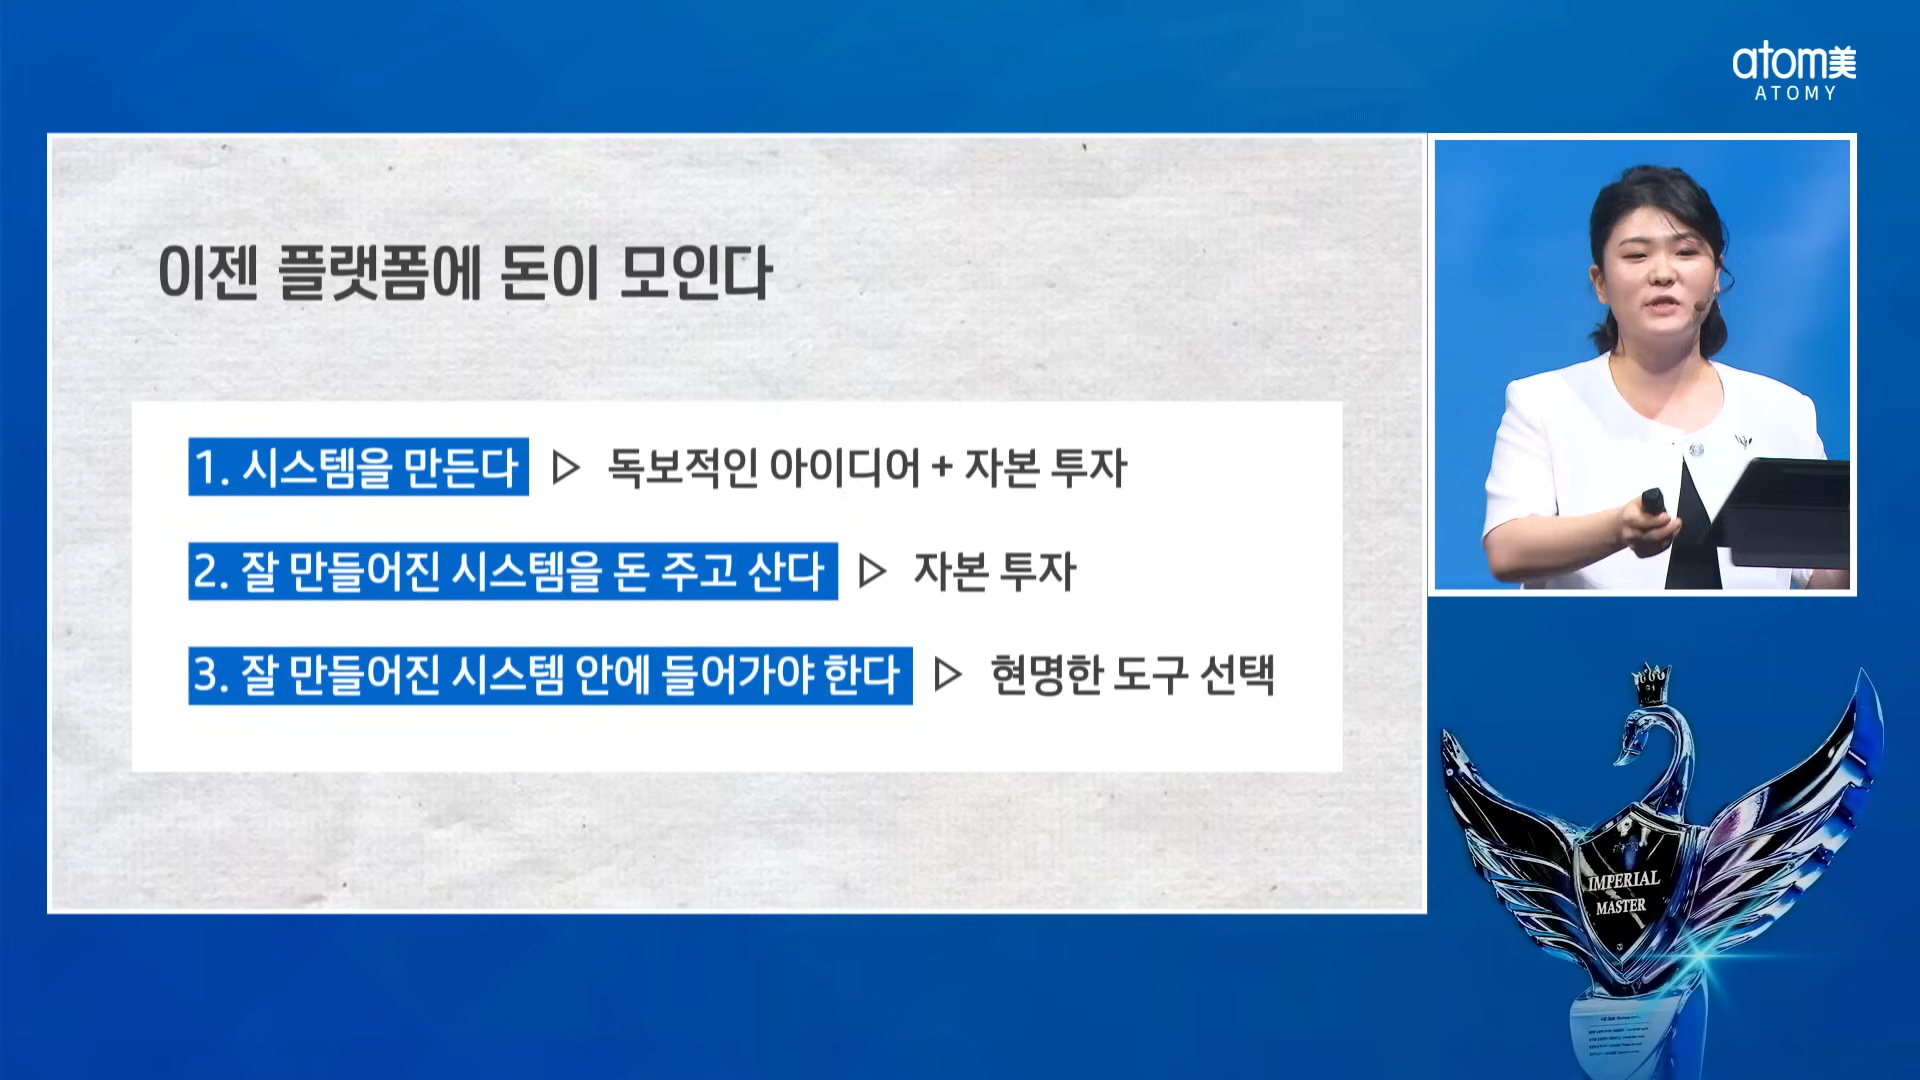 atom美
ATOMY
이젠 플랫폼에 돈이 모인다
1. 시스템을 만든다 ▷ 독보적인 아이디어 + 자본 투자
2. 잘 만들어진 시스템을 돈 주고 산다 ▷ 자본 투자
3. 잘 만들어진 시스템 안에 들어가야 한다 ▷ 현명한 도구 선택
IMPERIAL
MASTER